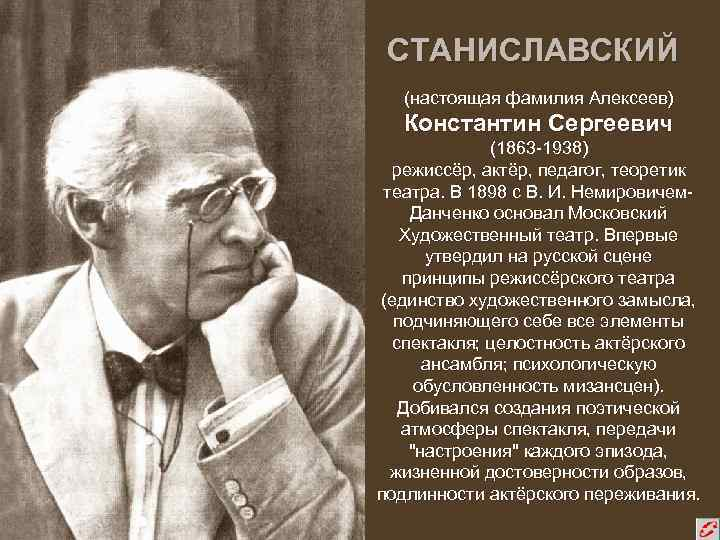 СТАНИСЛАВСКИЙ
(настоящая фамилия Алексеев)
Константин Сергеевич
(1863-1938)
режиссёр, актёр, педагог, теоретик
театра. В 1898 с В. И. Немировичем-
Данченко основал Московский
Художественный театр. Впервые
утвердил на русской сцене
принципы режиссёрского театра
(единство художественного замысла,
подчиняющего себе все элементы
спектакля; целостность актёрского
ансамбля; психологическую
обусловленность мизансцен).
Добивался создания поэтической
атмосферы спектакля, передачи
"настроения" каждого эпизода,
жизненной достоверности образов,
подлинности актёрского переживания.